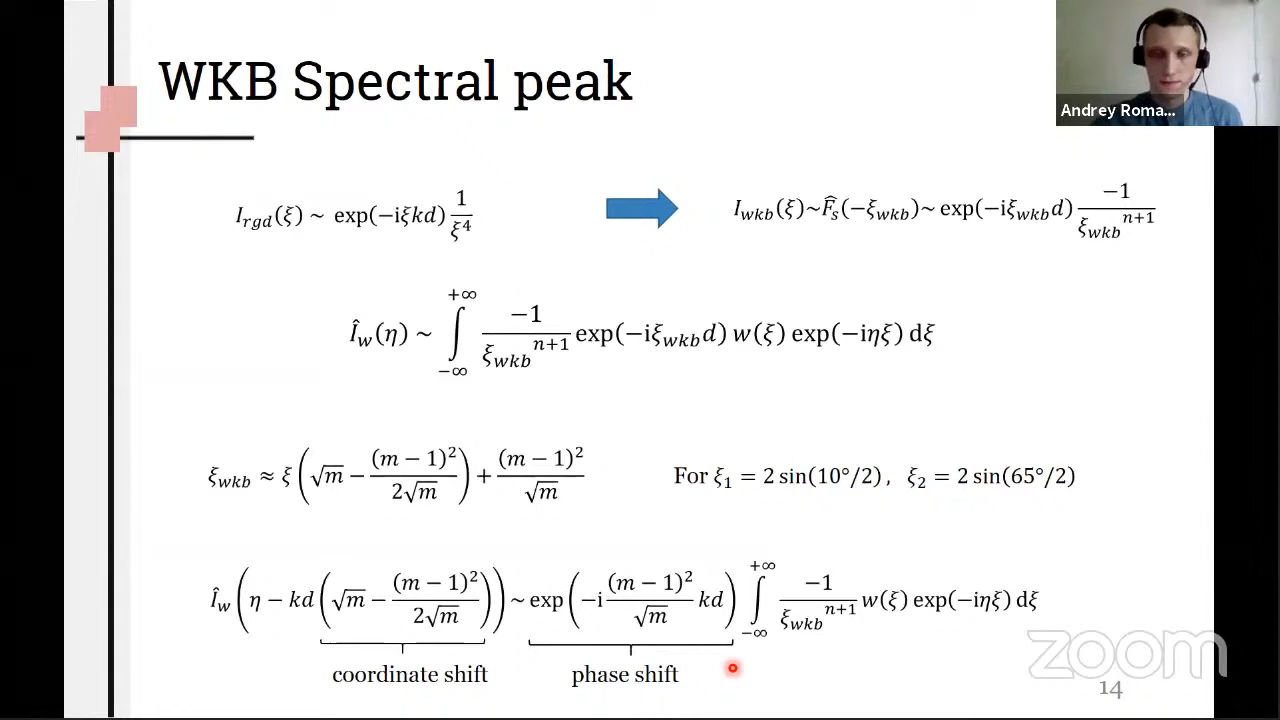 WKB Spectral peak
Andrey Roma...
I_{rgd}(ξ) ~ exp(−iξkd) 1/ξ^4
I_{wkb}(ξ)~F̂_s(−ξ_{wkb})~ exp(−iξ_{wkb}d) −1/ξ_{wkb}^{n+1}
Î_w(η) ~ ∫_{−∞}^{+∞} −1/ξ_{wkb}^{n+1} exp(−iξ_{wkb}d) w(ξ) exp(−iηξ) dξ
ξ_{wkb} ≈ ξ (√m − (m − 1)^2/2√m) + (m − 1)^2/√m
For ξ_1 = 2 sin(10°/2) , ξ_2 = 2 sin(65°/2)
Î_w (η − kd (√m − (m − 1)^2/2√m)) ~ exp (−i (m − 1)^2/√m kd) ∫_{−∞}^{+∞} −1/ξ_{wkb}^{n+1} w(ξ) exp(−iηξ) dξ
coordinate shift
phase shift
zoom
14